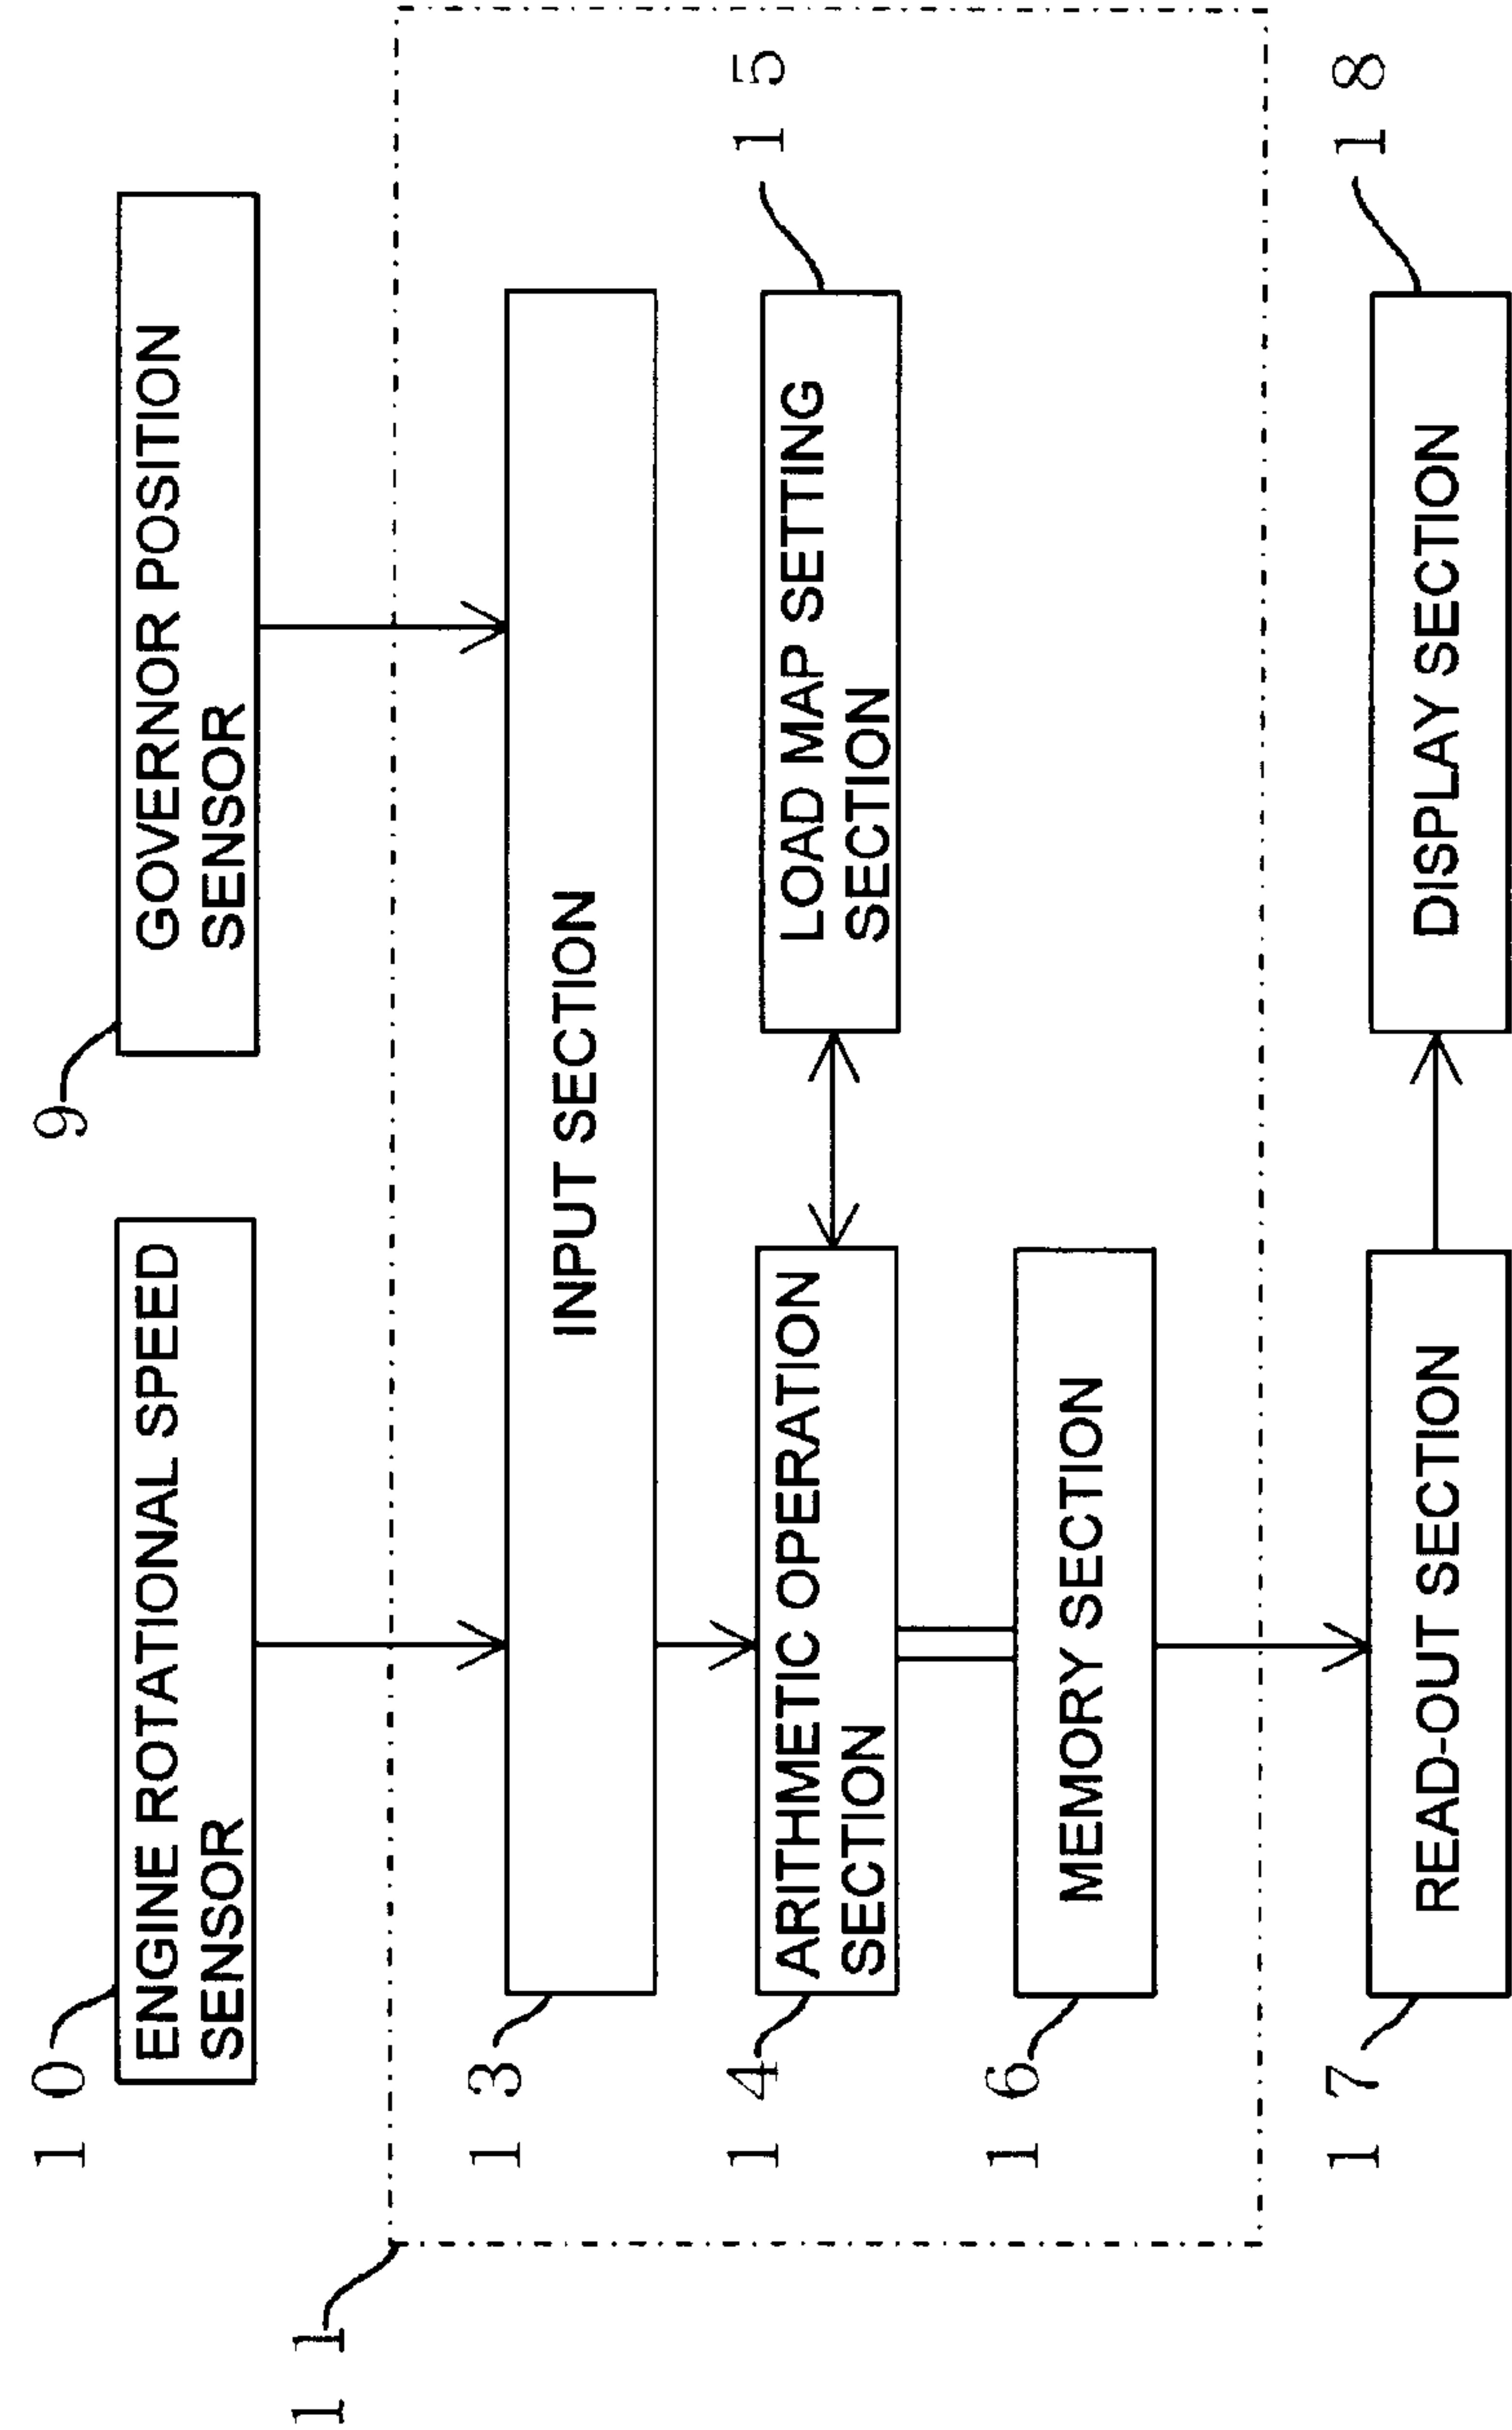 10
ENGINE ROTATIONAL SPEED
SENSOR
9
GOVERNOR POSITION
SENSOR
11
13
INPUT SECTION
14
ARITHMETIC OPERATION
SECTION
15
LOAD MAP SETTING
SECTION
16
MEMORY SECTION
17
READ-OUT SECTION
18
DISPLAY SECTION